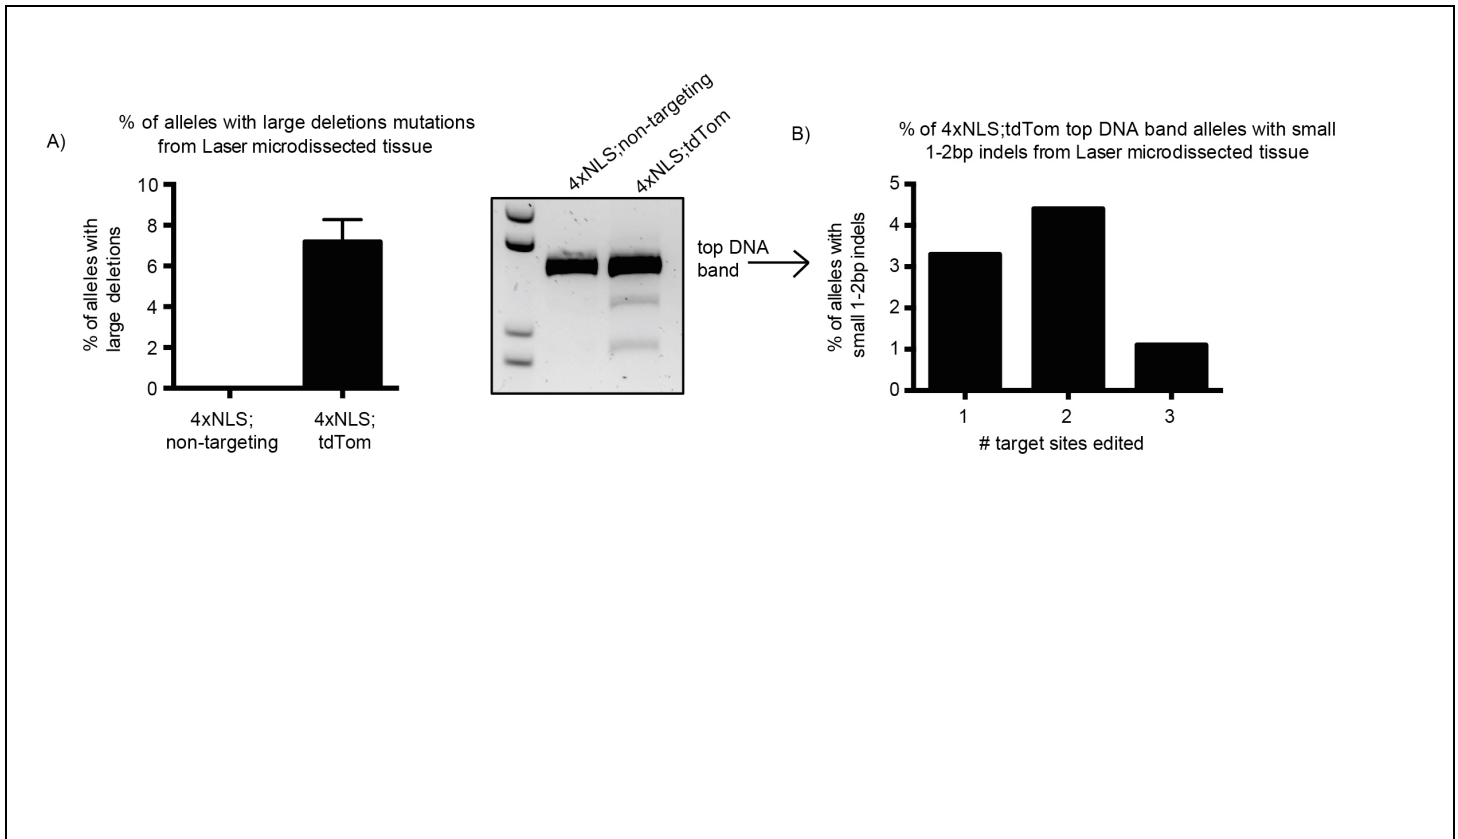 A)
% of alleles with large deletions mutations
from Laser microdissected tissue
% of alleles with
large deletions
10
8
6
4
2
0
4xNLS;
non-targeting
4xNLS;
tdTom
4xNLS;non-targeting
4xNLS;tdTom
top DNA
band
B)
% of 4xNLS;tdTom top DNA band alleles with small
1-2bp indels from Laser microdissected tissue
% of alleles with
small 1-2bp indels
5
4
3
2
1
0
1
2
3
# target sites edited